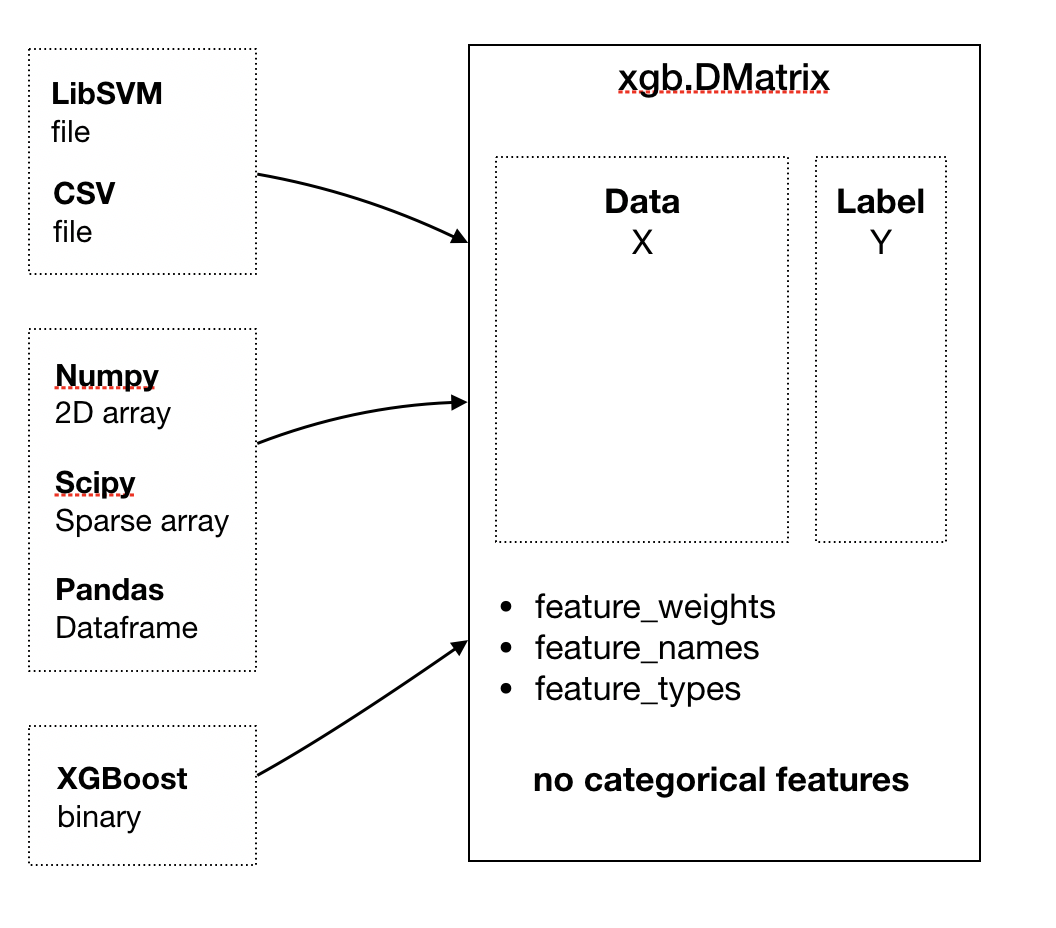 LibSVM
file
CSV
file
Numpy
2D array
Scipy
Sparse array
Pandas
Dataframe
XGBoost
binary
xgb.DMatrix
Data
X
Label
Y
• feature_weights
• feature_names
• feature_types
no categorical features